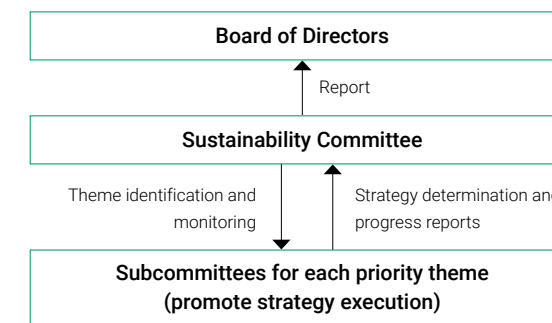 Board of Directors
Report
Sustainability Committee
Theme identification and
monitoring
Strategy determination and
progress reports
Subcommittees for each priority theme
(promote strategy execution)